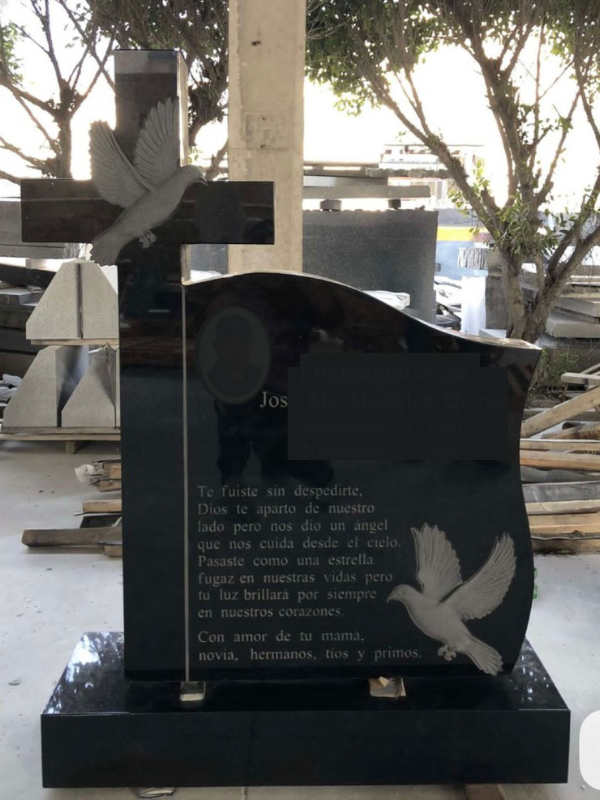 Jos
Te fuiste sin despedirte,
Dios te aparto de nuestro
lado pero nos dio un ángel
que nos cuida desde el cielo.
Pasaste como una estrella
fugaz en nuestras vidas pero
tu luz brillará por siempre
en nuestros corazones.
Con amor de tu mama,
novia, hermanos, tíos y primos.